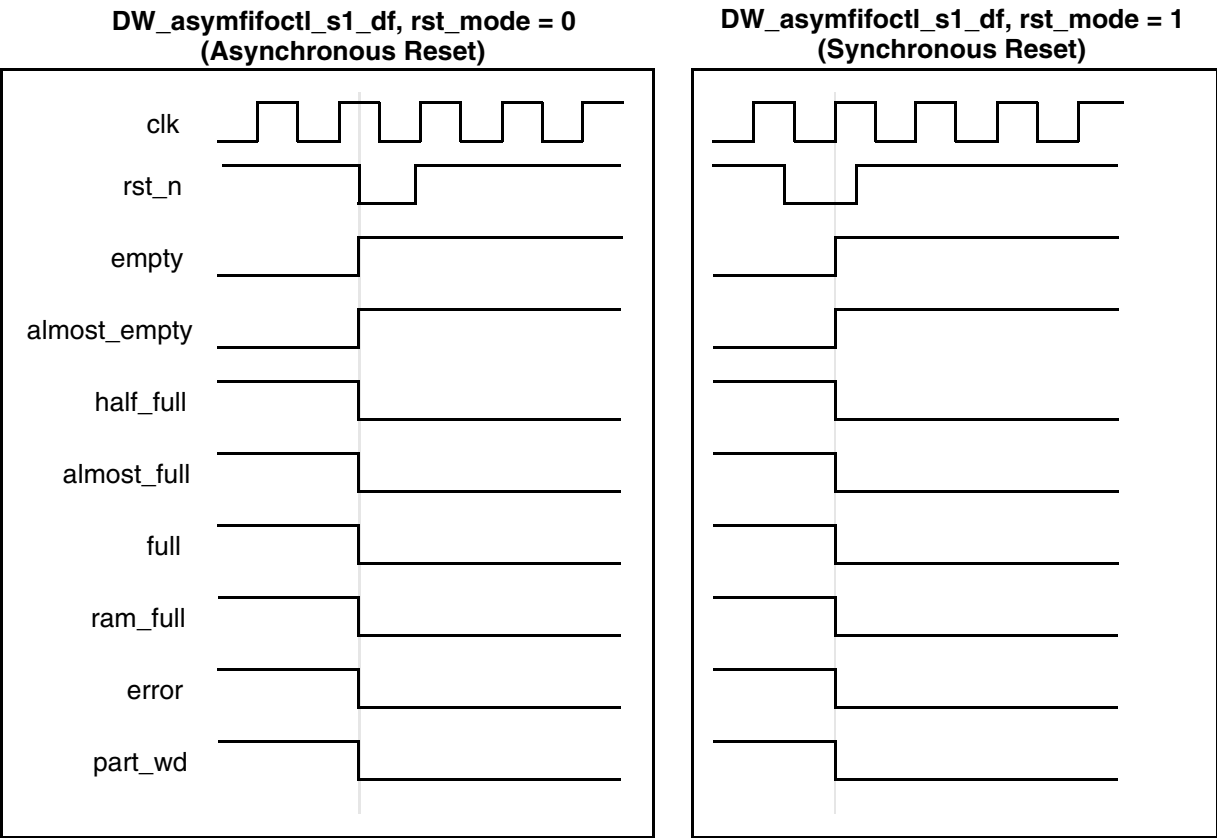 DW_asymfifoctl_s1_df, rst_mode = 0
(Asynchronous Reset)
DW_asymfifoctl_s1_df, rst_mode = 1
(Synchronous Reset)
clk
rst_n
empty
almost_empty
half_full
almost_full
full
ram_full
error
part_wd